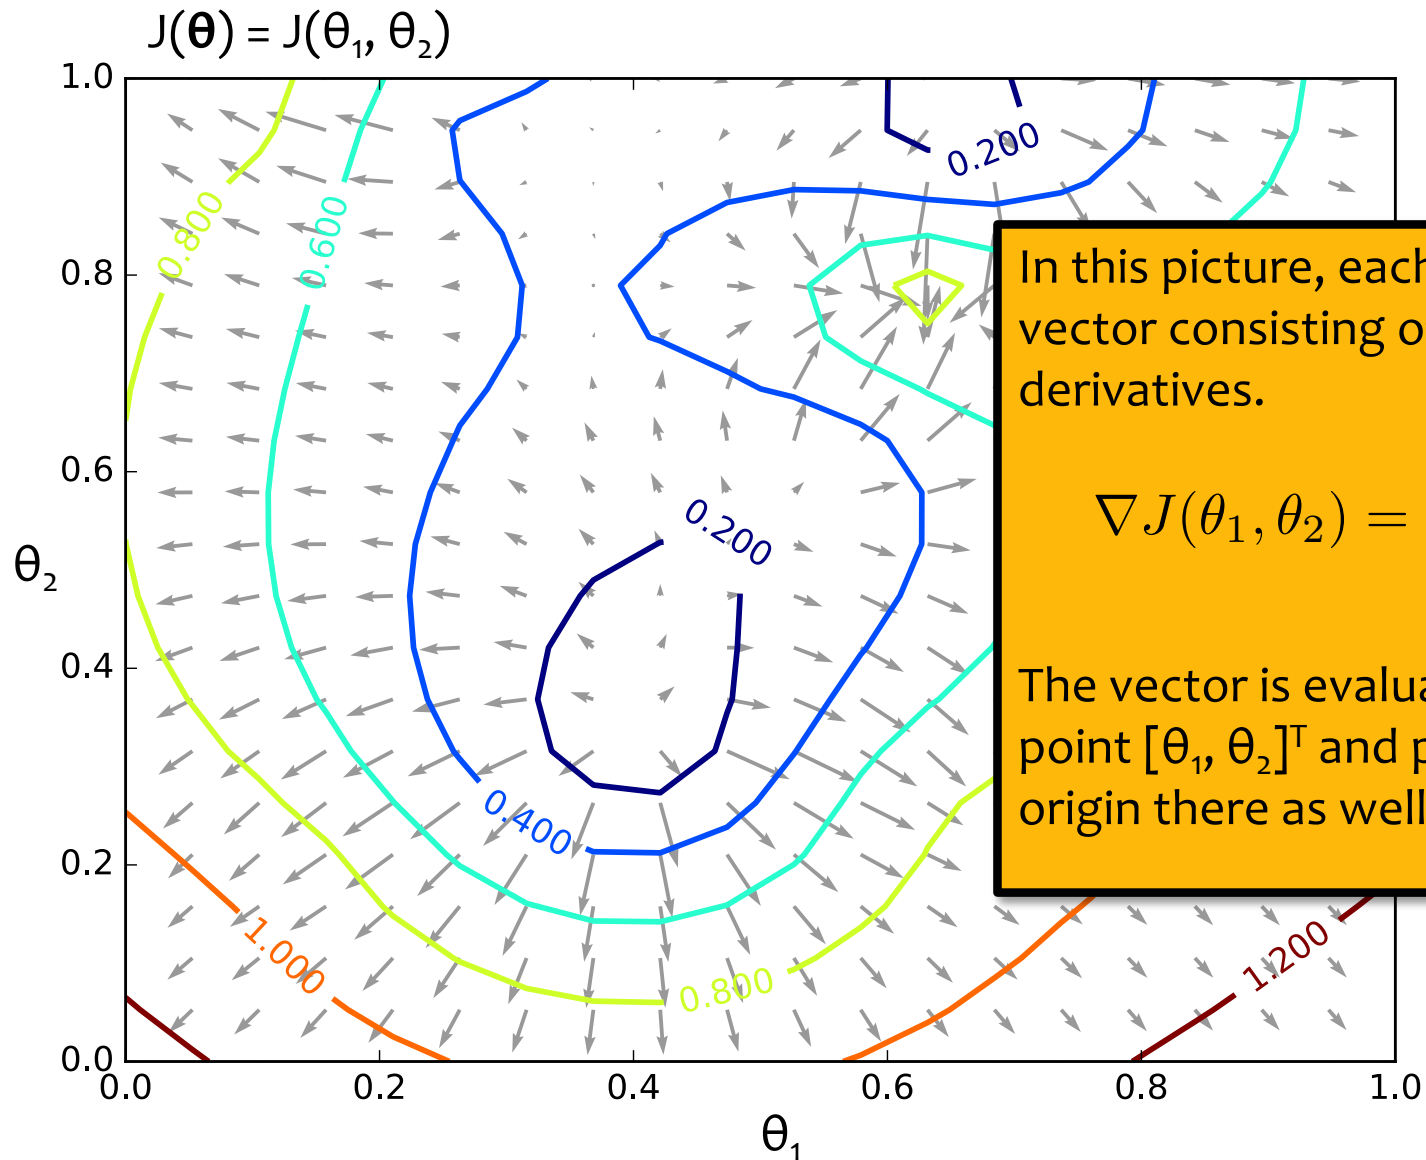 J(θ) = J(θ₁, θ₂)
1.0
0.8
0.6
0.4
0.2
0.0
θ₂
0.0 0.2 0.4 0.6 0.8 1.0
θ₁
0.800
0.600
0.200
0.200
0.400
1.000
0.800
1.200
In this picture, each
vector consisting o
derivatives.
∇J(θ₁, θ₂) =
The vector is evalua
point [θ₁, θ₂]ᵀ and p
origin there as well